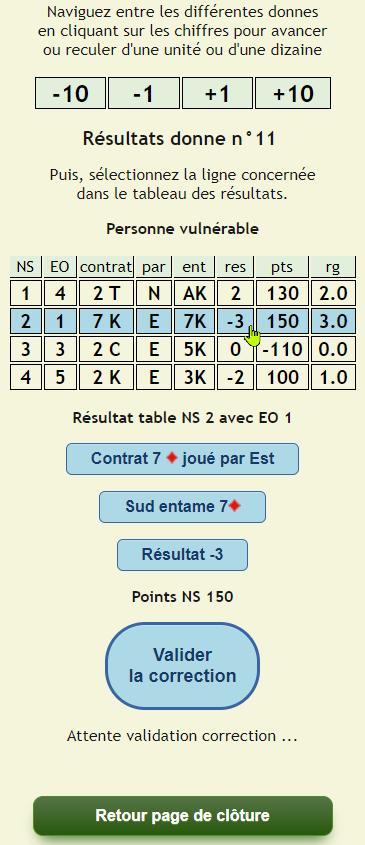 Naviguez entre les différentes donnes
en cliquant sur les chiffres pour avancer
ou reculer d'une unité ou d'une dizaine
-10 -1 +1 +10
Résultats donne n°11
Puis, sélectionnez la ligne concernée
dans le tableau des résultats.
Personne vulnérable
NS EO contrat par ent res pts rg
1 4 2 T N AK 2 130 2.0
2 1 7 K E 7K -3 150 3.0
3 3 2 C E 5K 0 -110 0.0
4 5 2 K E 3K -2 100 1.0
Résultat table NS 2 avec EO 1
Contrat 7 ♦ joué par Est
Sud entame 7♦
Résultat -3
Points NS 150
Valider
la correction
Attente validation correction ...
Retour page de clôture